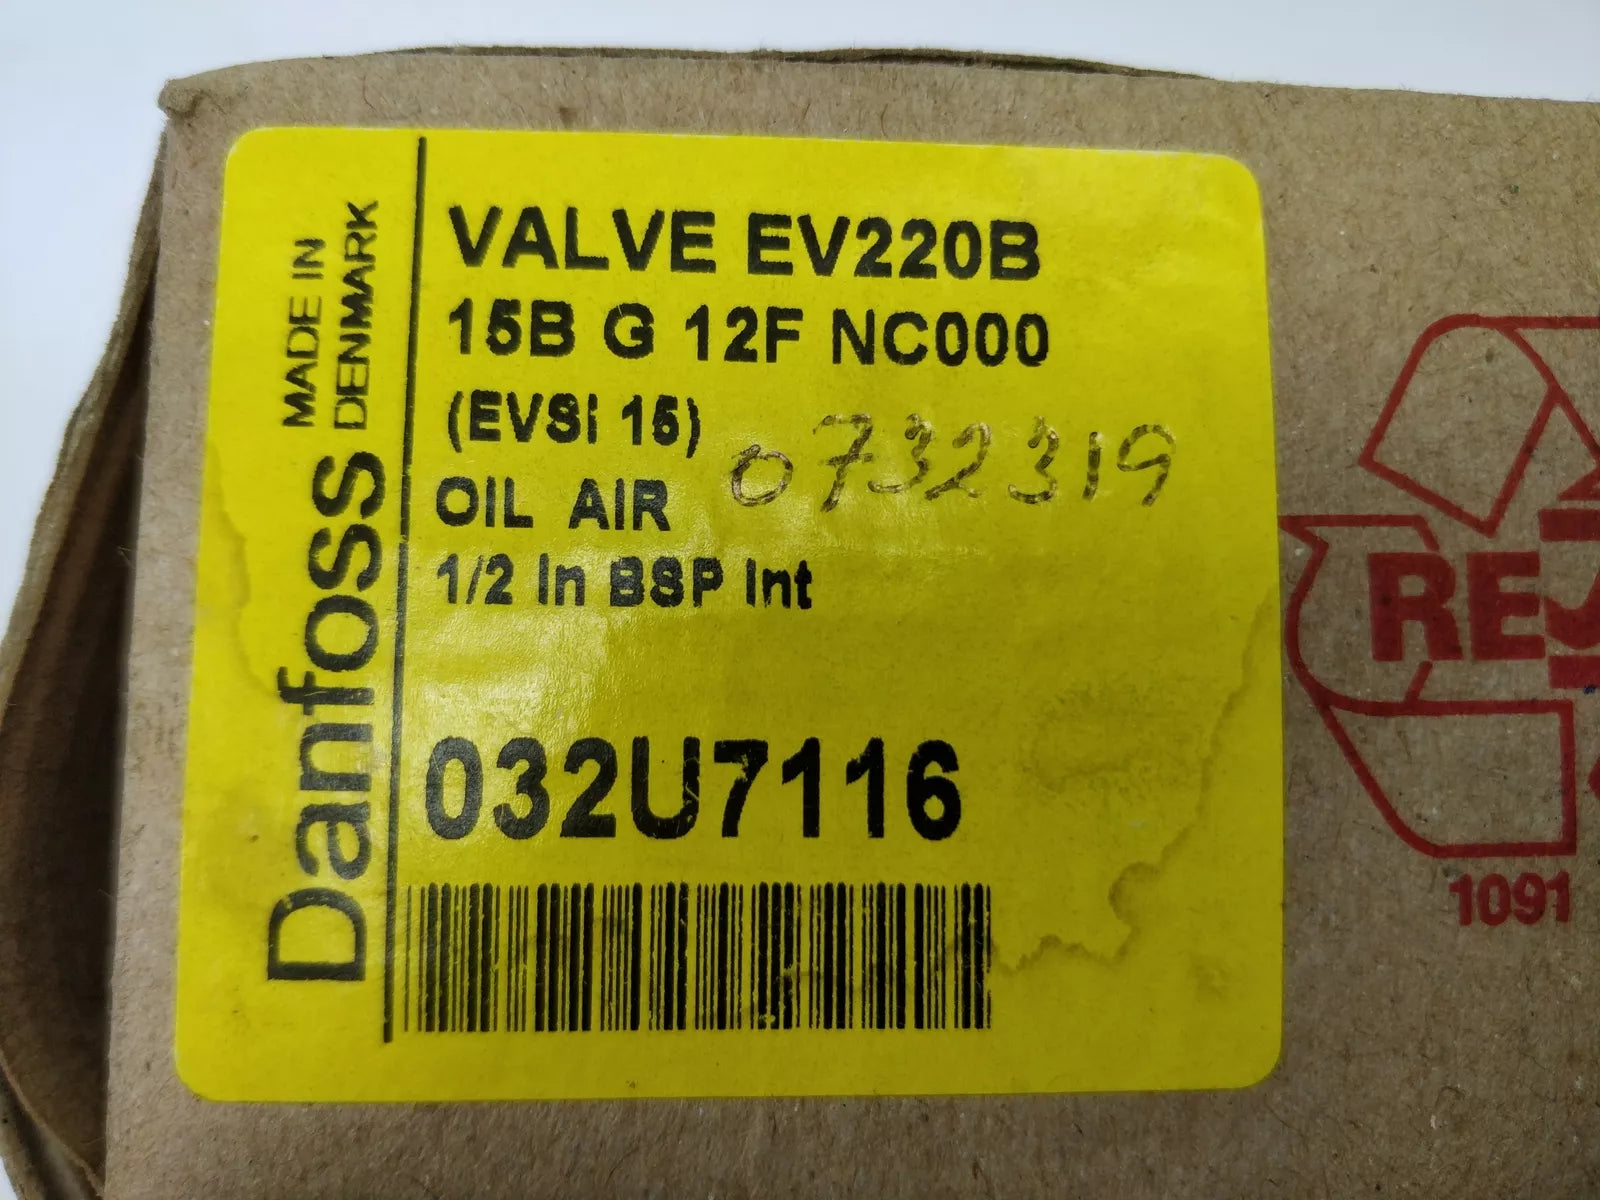 MADE IN
DENMARK
Danfoss
VALVE EV220B
15B G 12F NC000
(EVSI 15)
0732319
OIL AIR
1/2 In BSP Int
032U7116
RE
1091